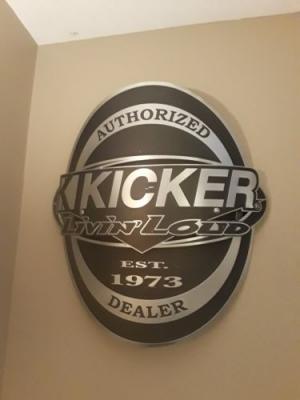 AUTHORIZED
KICKER
LIVIN' LOUD
EST.
1973
DEALER